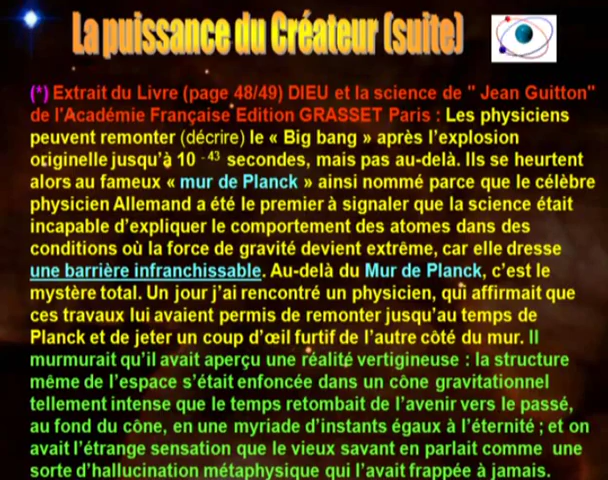 La puissance du Créateur (suite)
(*) Extrait du Livre (page 48/49) DIEU et la science de " Jean Guitton"
de l'Académie Française Edition GRASSET Paris : Les physiciens
peuvent remonter (décrire) le « Big bang » après l'explosion
originelle jusqu'à 10 -43 secondes, mais pas au-delà. Ils se heurtent
alors au fameux « mur de Planck » ainsi nommé parce que le célèbre
physicien Allemand a été le premier à signaler que la science était
incapable d'expliquer le comportement des atomes dans des
conditions où la force de gravité devient extrême, car elle dresse
une barrière infranchissable. Au-delà du Mur de Planck, c'est le
mystère total. Un jour j'ai rencontré un physicien, qui affirmait que
ces travaux lui avaient permis de remonter jusqu'au temps de
Planck et de jeter un coup d'œil furtif de l'autre côté du mur. Il
murmurait qu'il avait aperçu une réalité vertigineuse : la structure
même de l'espace s'était enfoncée dans un cône gravitationnel
tellement intense que le temps retombait de l'avenir vers le passé,
au fond du cône, en une myriade d'instants égaux à l'éternité ; et on
avait l'étrange sensation que le vieux savant en parlait comme une
sorte d'hallucination métaphysique qui l'avait frappée à jamais.